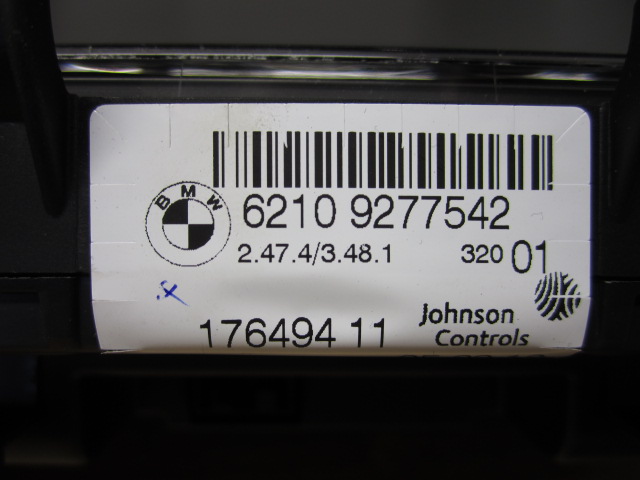 BMW
6210 9277542
2.47.4/3.48.1 320 01
176494 11 Johnson
Controls